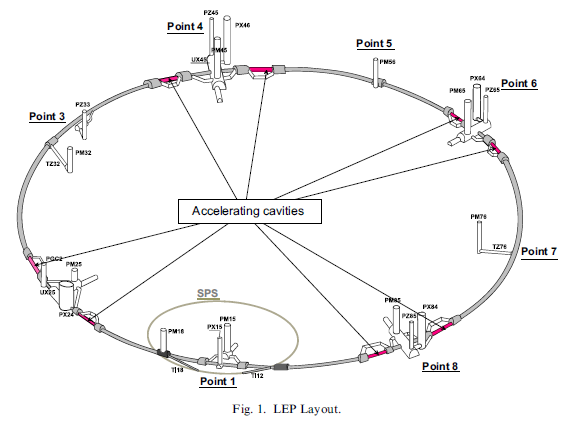 PZ45
PX46
Point 4
PM45
UX45
Point 5
PM56
Point 6
PX64
PM65
PZ65
PZ33
Point 3
PM32
TZ32
Accelerating cavities
PM76
TZ76
Point 7
PGC2
PM25
UX25
PX24
SPS
PM18
PM15
PX15
PM85
PX84
PZ85
TJ18
Point 1
TI12
Point 8
Fig. 1. LEP Layout.